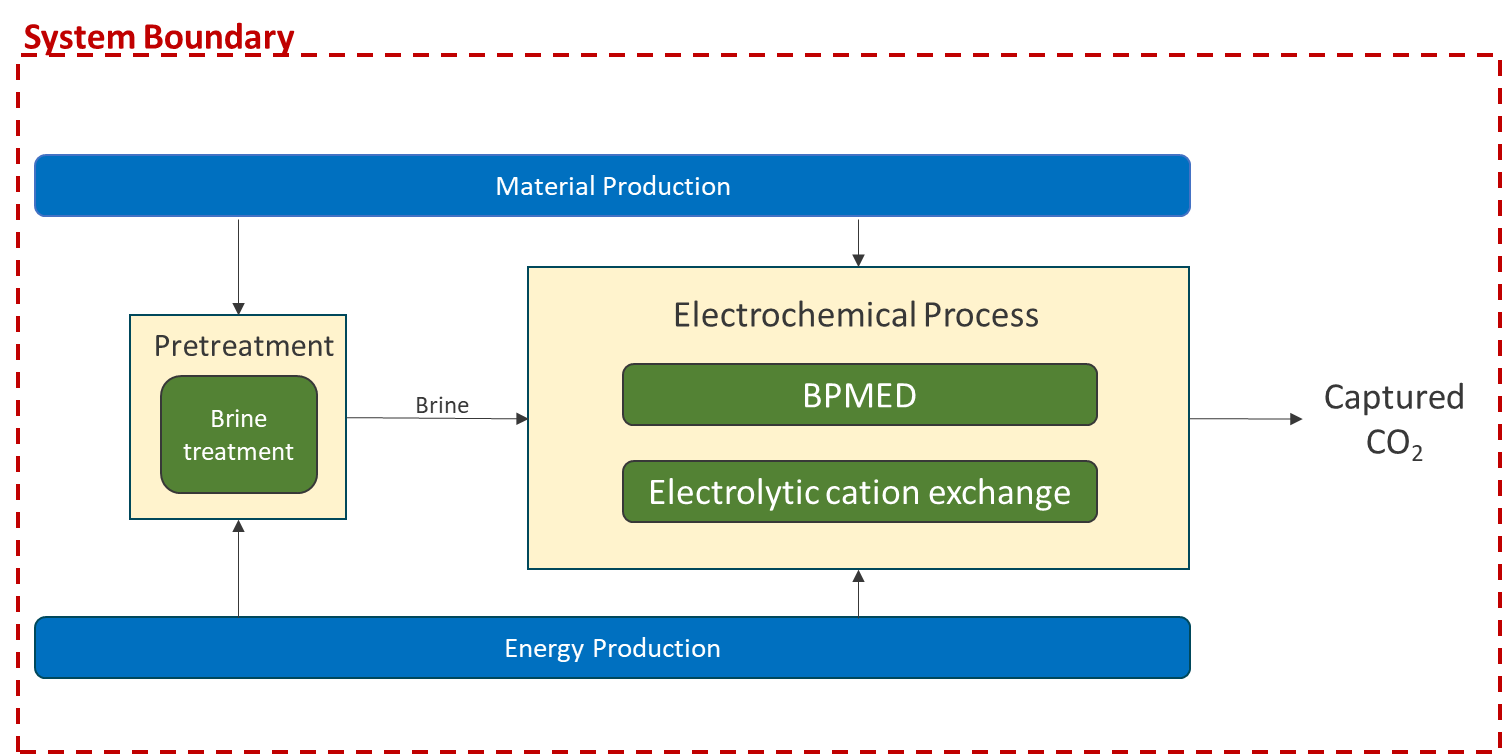 System Boundary
Material Production
Electrochemical Process
Pretreatment
BPMED
Brine
Brine
treatment
Captured
CO₂
Electrolytic cation exchange
Energy Production